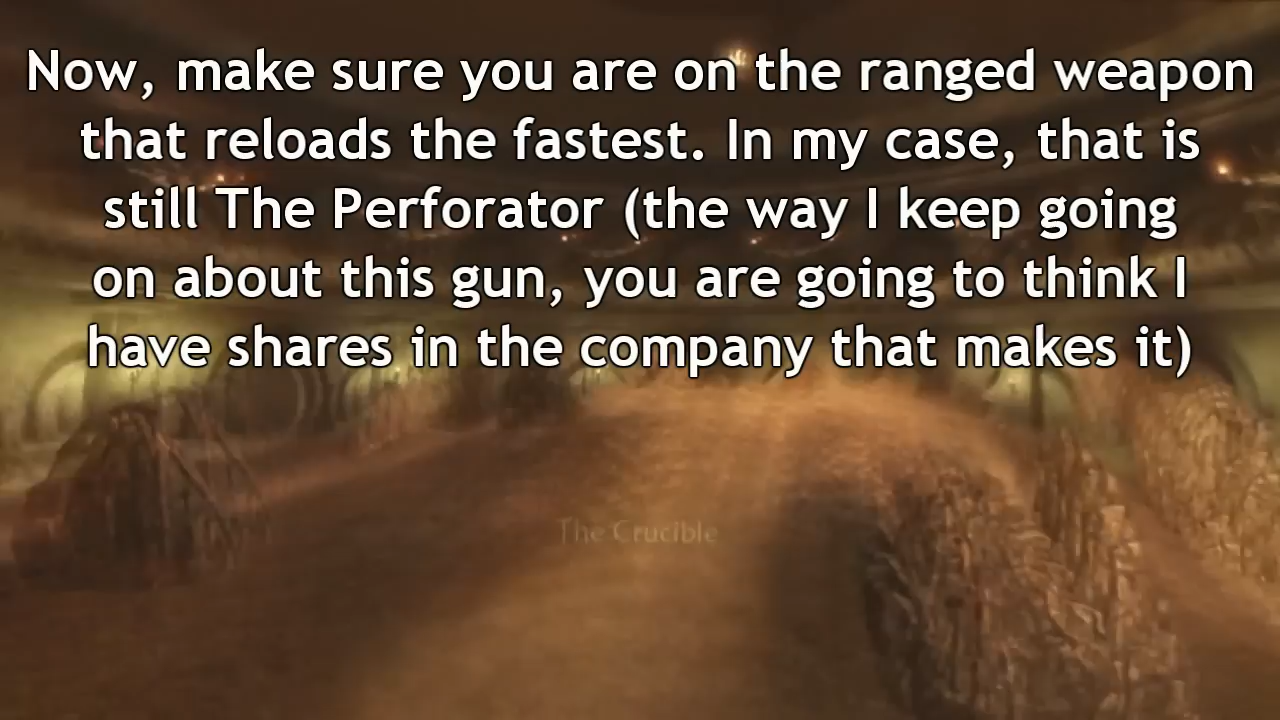 Now, make sure you are on the ranged weapon
that reloads the fastest. In my case, that is
still The Perforator (the way I keep going
on about this gun, you are going to think I
have shares in the company that makes it)
The Crucible